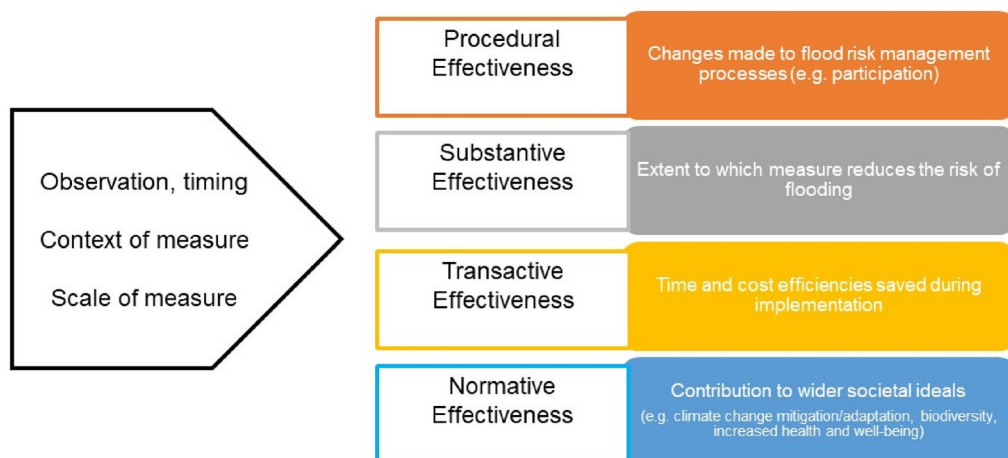 Observation, timing
Context of measure
Scale of measure
Procedural
Effectiveness
Changes made to flood risk management
processes (e.g. participation)
Substantive
Effectiveness
Extent to which measure reduces the risk of
flooding
Transactive
Effectiveness
Time and cost efficiencies saved during
implementation
Normative
Effectiveness
Contribution to wider societal ideals
(e.g. climate change mitigation/adaptation, biodiversity,
increased health and well-being)